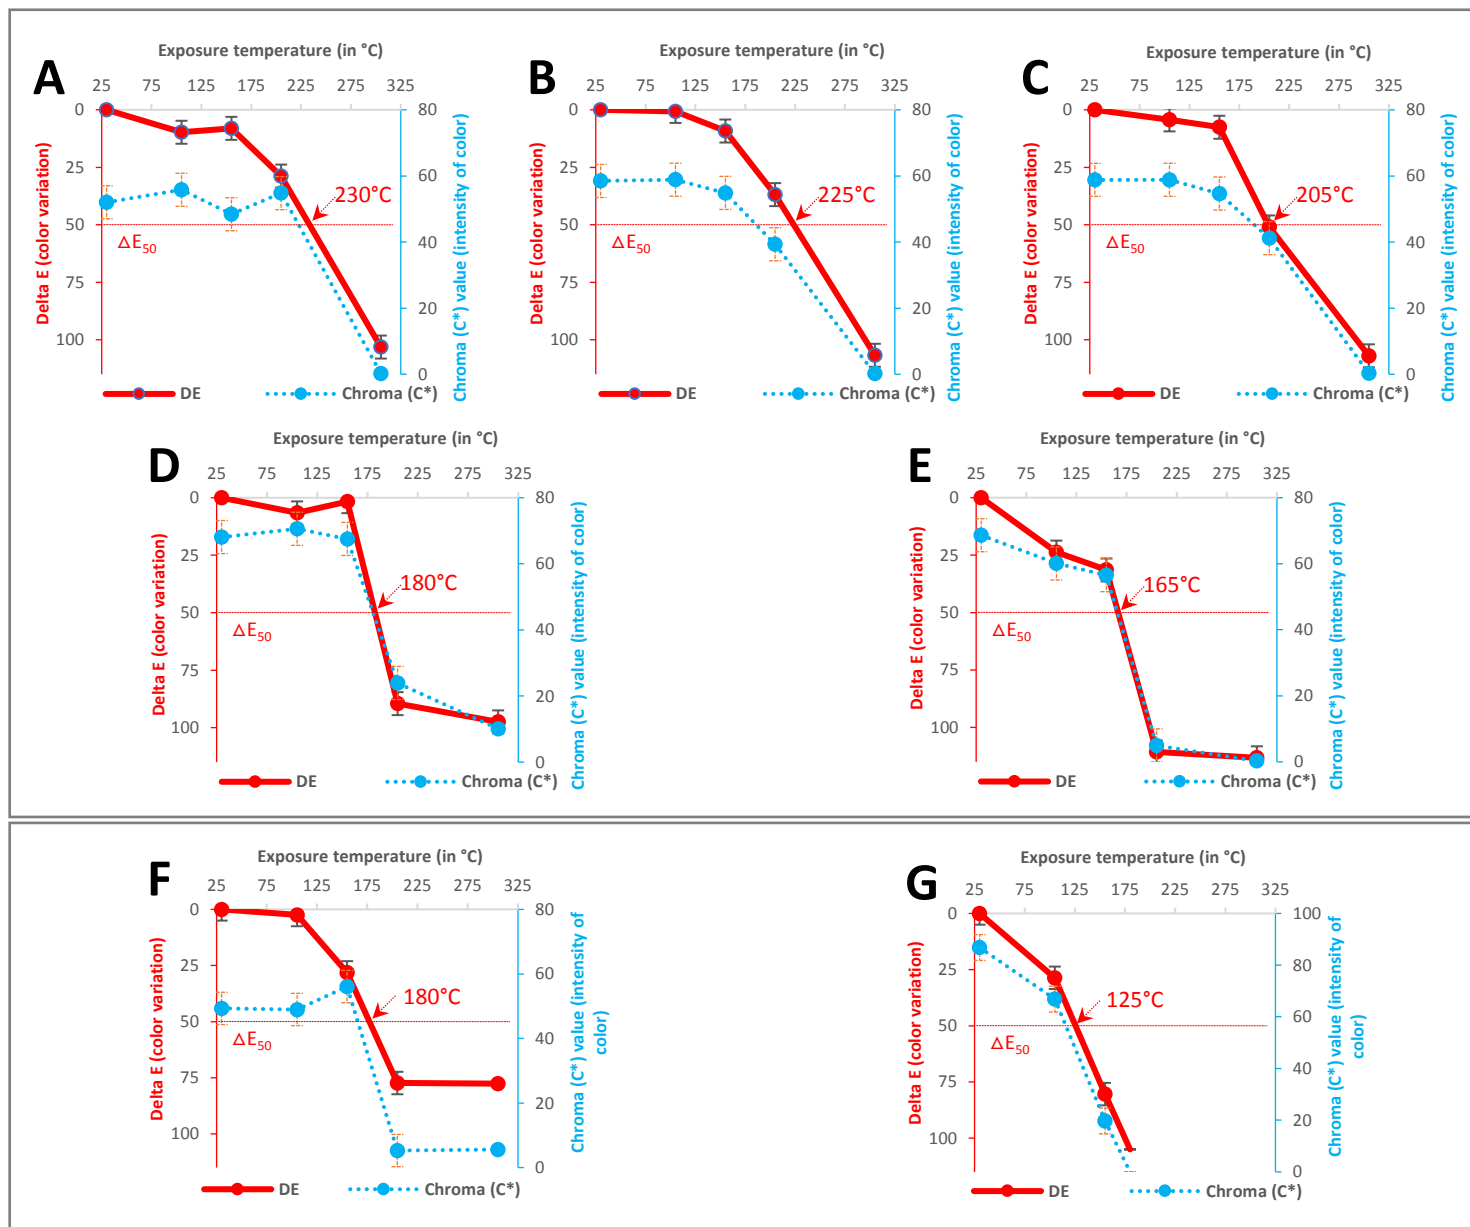 A
Exposure temperature (in °C)
25 75 125 175 225 275 325
0
25
50
75
100
Delta E (color variation)
230°C
△E50
0
20
40
60
80
Chroma (C*) value (intensity of color)
DE
Chroma (C*)
B
Exposure temperature (in °C)
25 75 125 175 225 275 325
0
25
50
75
100
Delta E (color variation)
225°C
△E50
0
20
40
60
80
Chroma (C*) value (intensity of color)
DE
Chroma (C*)
C
Exposure temperature (in °C)
25 75 125 175 225 275 325
0
25
50
75
100
Delta E (color variation)
205°C
△E50
0
20
40
60
80
Chroma (C*) value (intensity of color)
DE
Chroma (C*)
D
Exposure temperature (in °C)
25 75 125 175 225 275 325
0
25
50
75
100
Delta E (color variation)
180°C
△E50
0
20
40
60
80
Chroma (C*) value (intensity of color)
DE
Chroma (C*)
E
Exposure temperature (in °C)
25 75 125 175 225 275 325
0
25
50
75
100
Delta E (color variation)
165°C
△E50
0
20
40
60
80
Chroma (C*) value (intensity of color)
DE
Chroma (C*)
F
Exposure temperature (in °C)
25 75 125 175 225 275 325
0
25
50
75
100
Delta E (color variation)
180°C
△E50
0
20
40
60
80
Chroma (C*) value (intensity of
color)
DE
Chroma (C*)
G
Exposure temperature (in °C)
25 75 125 175 225 275 325
0
25
50
75
100
Delta E (color variation)
125°C
△E50
0
20
40
60
80
100
Chroma (C*) value (intensity of
color)
DE
Chroma (C*)